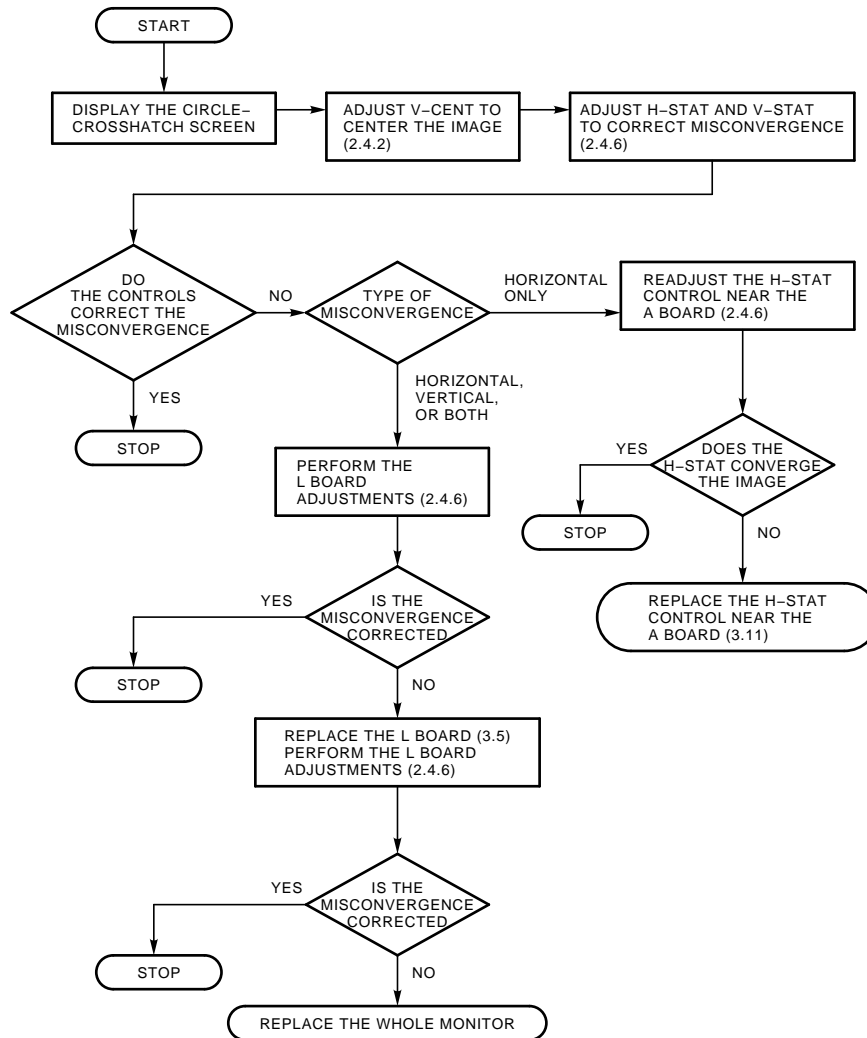 START
DISPLAY THE CIRCLE–
CROSSHATCH SCREEN
ADJUST V–CENT TO
CENTER THE IMAGE
(2.4.2)
ADJUST H–STAT AND V–STAT
TO CORRECT MISCONVERGENCE
(2.4.6)
DO
THE CONTROLS
CORRECT THE
MISCONVERGENCE
NO
TYPE OF
MISCONVERGENCE
HORIZONTAL
ONLY
READJUST THE H–STAT
CONTROL NEAR THE
A BOARD (2.4.6)
YES
STOP
HORIZONTAL,
VERTICAL,
OR BOTH
PERFORM THE
L BOARD
ADJUSTMENTS (2.4.6)
YES
DOES THE
H–STAT CONVERGE
THE IMAGE
STOP
NO
REPLACE THE H–STAT
CONTROL NEAR THE
A BOARD (3.11)
YES
IS THE
MISCONVERGENCE
CORRECTED
STOP
NO
REPLACE THE L BOARD (3.5)
PERFORM THE L BOARD
ADJUSTMENTS (2.4.6)
YES
IS THE
MISCONVERGENCE
CORRECTED
STOP
NO
REPLACE THE WHOLE MONITOR